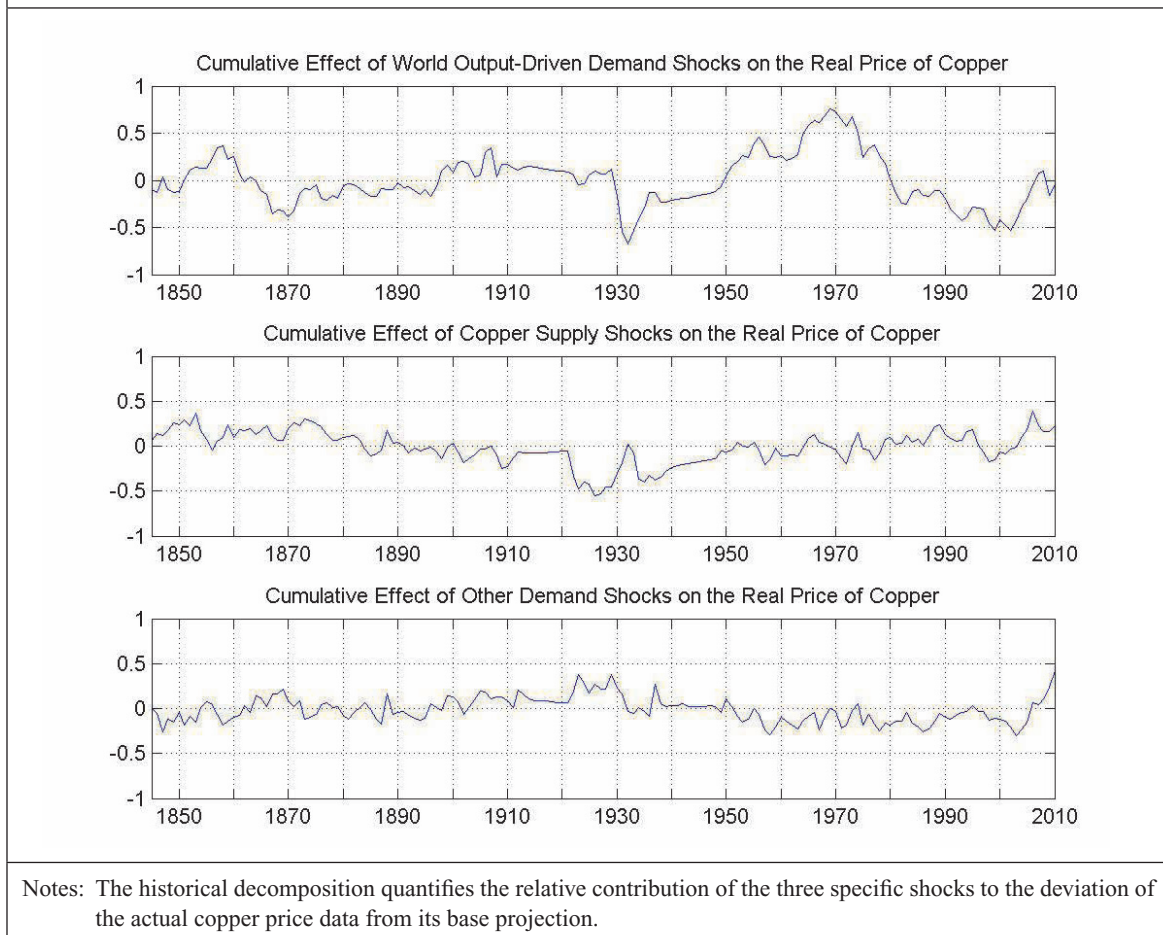 Cumulative Effect of World Output-Driven Demand Shocks on the Real Price of Copper
1
0.5
0
-0.5
-1
1850 1870 1890 1910 1930 1950 1970 1990 2010
Cumulative Effect of Copper Supply Shocks on the Real Price of Copper
1
0.5
0
-0.5
-1
1850 1870 1890 1910 1930 1950 1970 1990 2010
Cumulative Effect of Other Demand Shocks on the Real Price of Copper
1
0.5
0
-0.5
-1
1850 1870 1890 1910 1930 1950 1970 1990 2010
Notes: The historical decomposition quantifies the relative contribution of the three specific shocks to the deviation of
the actual copper price data from its base projection.